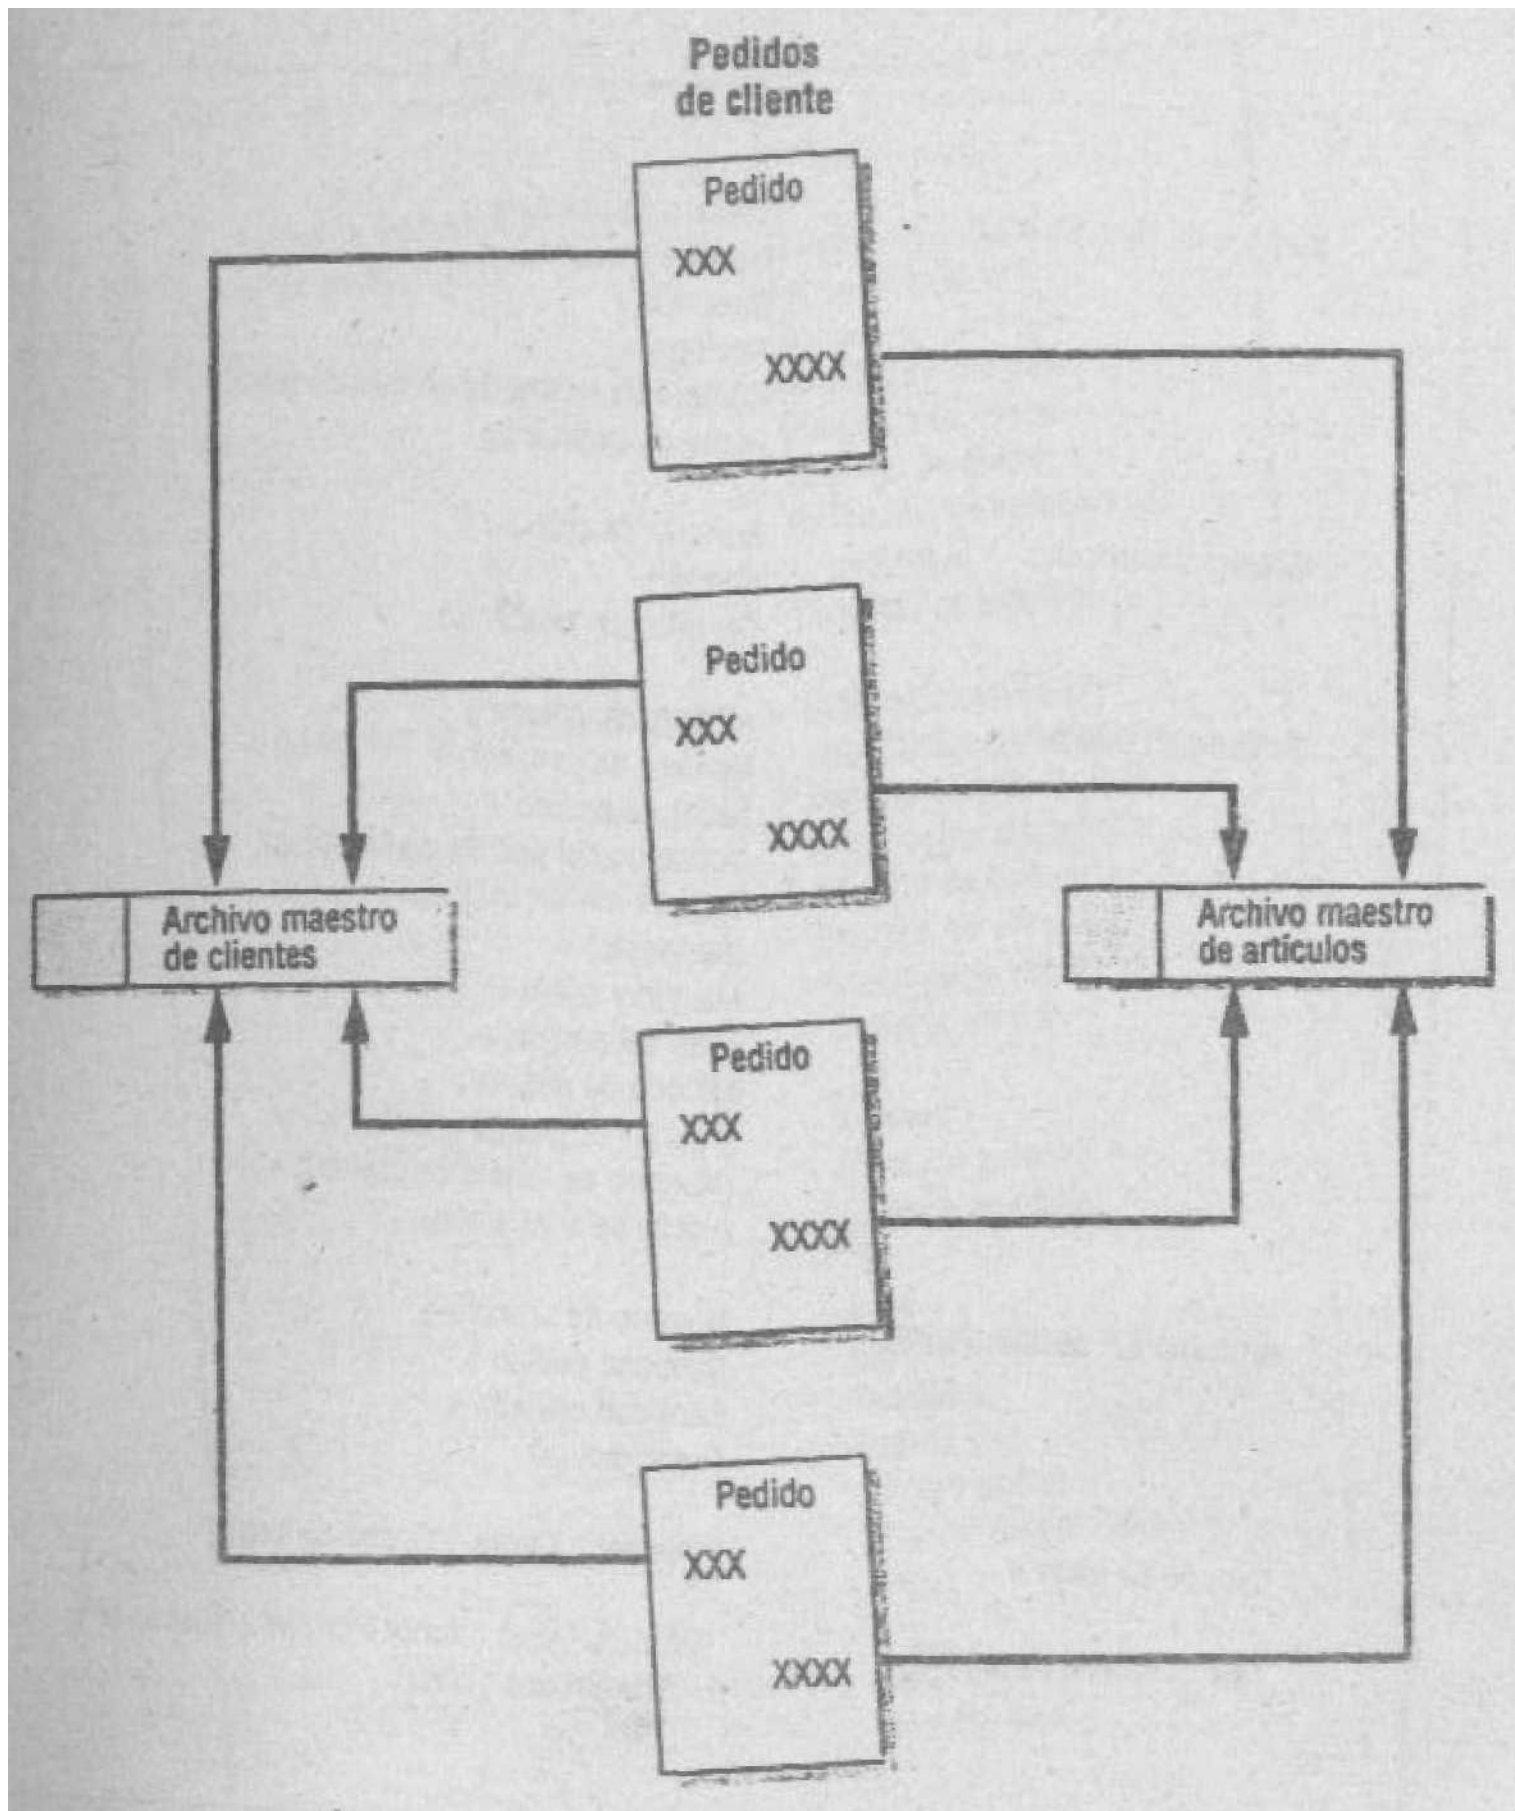 Pedidos
de cliente
Pedido
XXX
XXXX
Pedido
XXX
XXXX
Archivo maestro
de clientes
Archivo maestro
de artículos
Pedido
XXX
XXXX
Pedido
XXX
XXXX